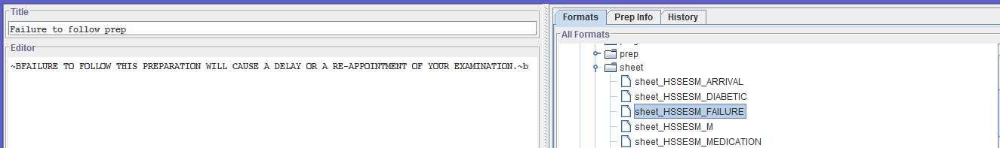 Title
Failure to follow prep
Editor
~BFAILURE TO FOLLOW THIS PREPARATION WILL CAUSE A DELAY OR A RE-APPOINTMENT OF YOUR EXAMINATION.~b
Formats Prep Info History
All Formats
prep
sheet
sheet_HSSESM_ARRIVAL
sheet_HSSESM_DIABETIC
sheet_HSSESM_FAILURE
sheet_HSSESM_M
sheet_HSSESM_MEDICATION